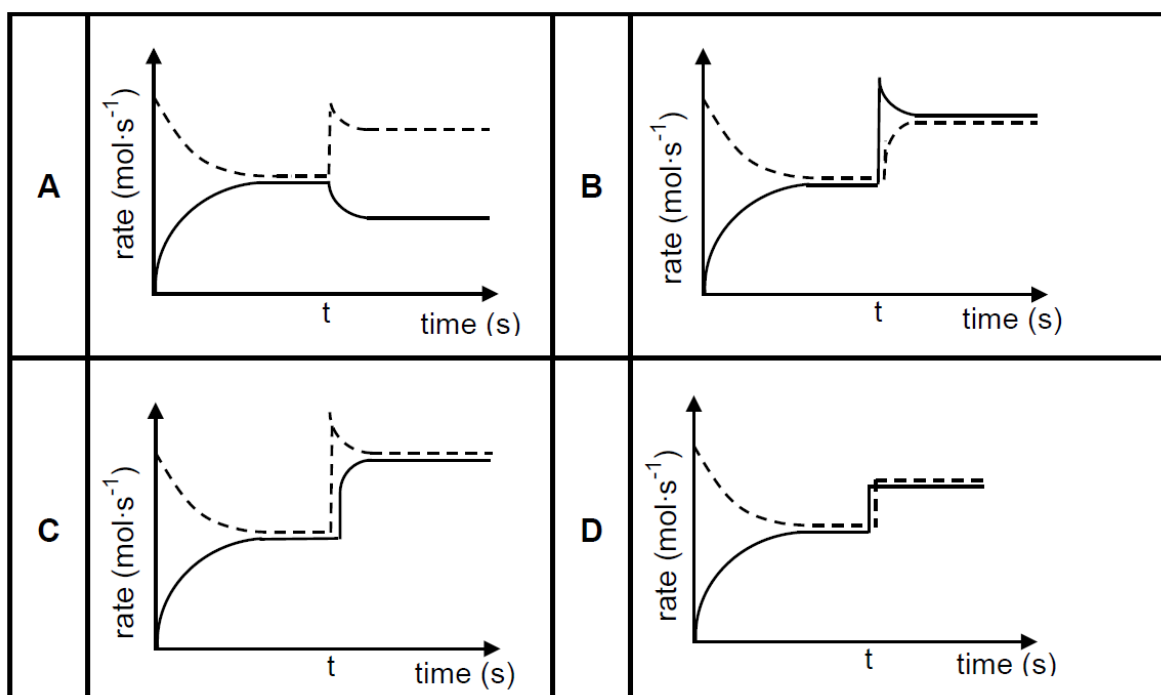 A
rate (mol·s⁻¹)
t
time (s)
B
rate (mol·s⁻¹)
t
time (s)
C
rate (mol·s⁻¹)
t
time (s)
D
rate (mol·s⁻¹)
t
time (s)